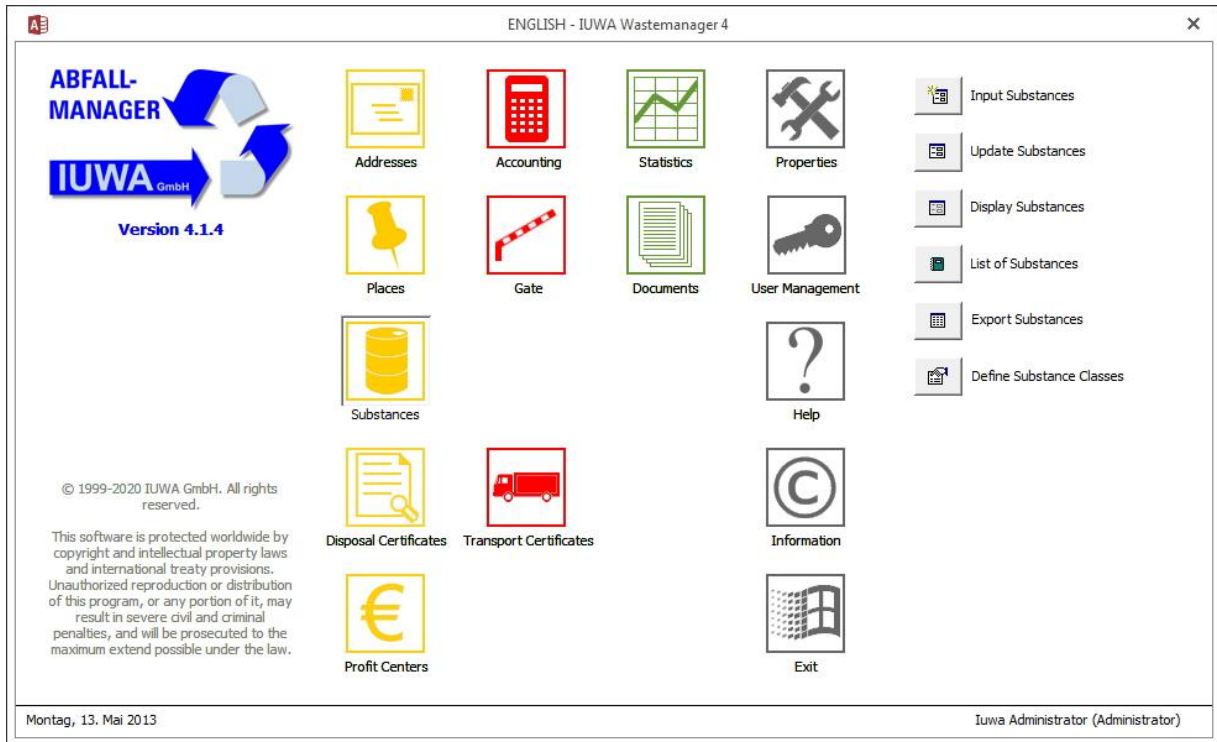 ENGLISH - IUWA Wastemanager 4
ABFALL-
MANAGER
IUWA GmbH
Version 4.1.4
Addresses
Accounting
Statistics
Properties
Places
Gate
Documents
User Management
Substances
Help
Disposal Certificates
Transport Certificates
Information
Profit Centers
Exit
Input Substances
Update Substances
Display Substances
List of Substances
Export Substances
Define Substance Classes
© 1999-2020 IUWA GmbH. All rights
reserved.
This software is protected worldwide by
copyright and intellectual property laws
and international treaty provisions.
Unauthorized reproduction or distribution
of this program, or any portion of it, may
result in severe civil and criminal
penalties, and will be prosecuted to the
maximum extend possible under the law.
Montag, 13. Mai 2013
Iuwa Administrator (Administrator)